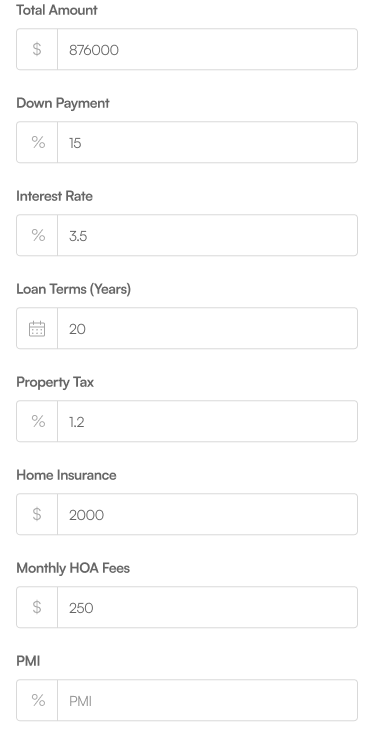 Total Amount
$ 876000
Down Payment
% 15
Interest Rate
% 3.5
Loan Terms (Years)
20
Property Tax
% 1.2
Home Insurance
$ 2000
Monthly HOA Fees
$ 250
PMI
% PMI